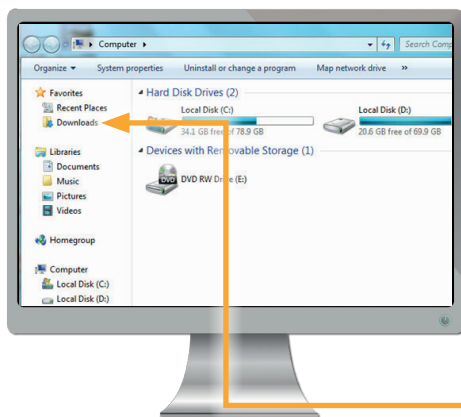 Computer
Search Comp
Organize System properties Uninstall or change a program Map network drive »
Favorites
Recent Places
Downloads
Libraries
Documents
Music
Pictures
Videos
Homegroup
Computer
Local Disk (C:)
Local Disk (D:)
Hard Disk Drives (2)
Local Disk (C:)
34.1 GB free of 78.9 GB
Local Disk (D:)
20.6 GB free of 69.9 GB
Devices with Removable Storage (1)
DVD
DVD RW Drive (E:)